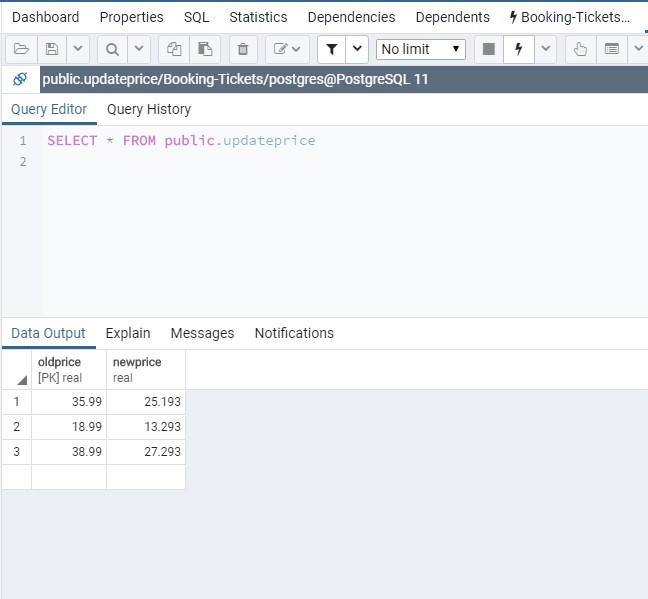 Dashboard Properties SQL Statistics Dependencies Dependents Booking-Tickets...
No limit
public.updateprice/Booking-Tickets/postgres@PostgreSQL 11
Query Editor Query History
1 SELECT * FROM public.updateprice
2
Data Output Explain Messages Notifications
oldprice newprice
[PK] real real
1 35.99 25.193
2 18.99 13.293
3 38.99 27.293